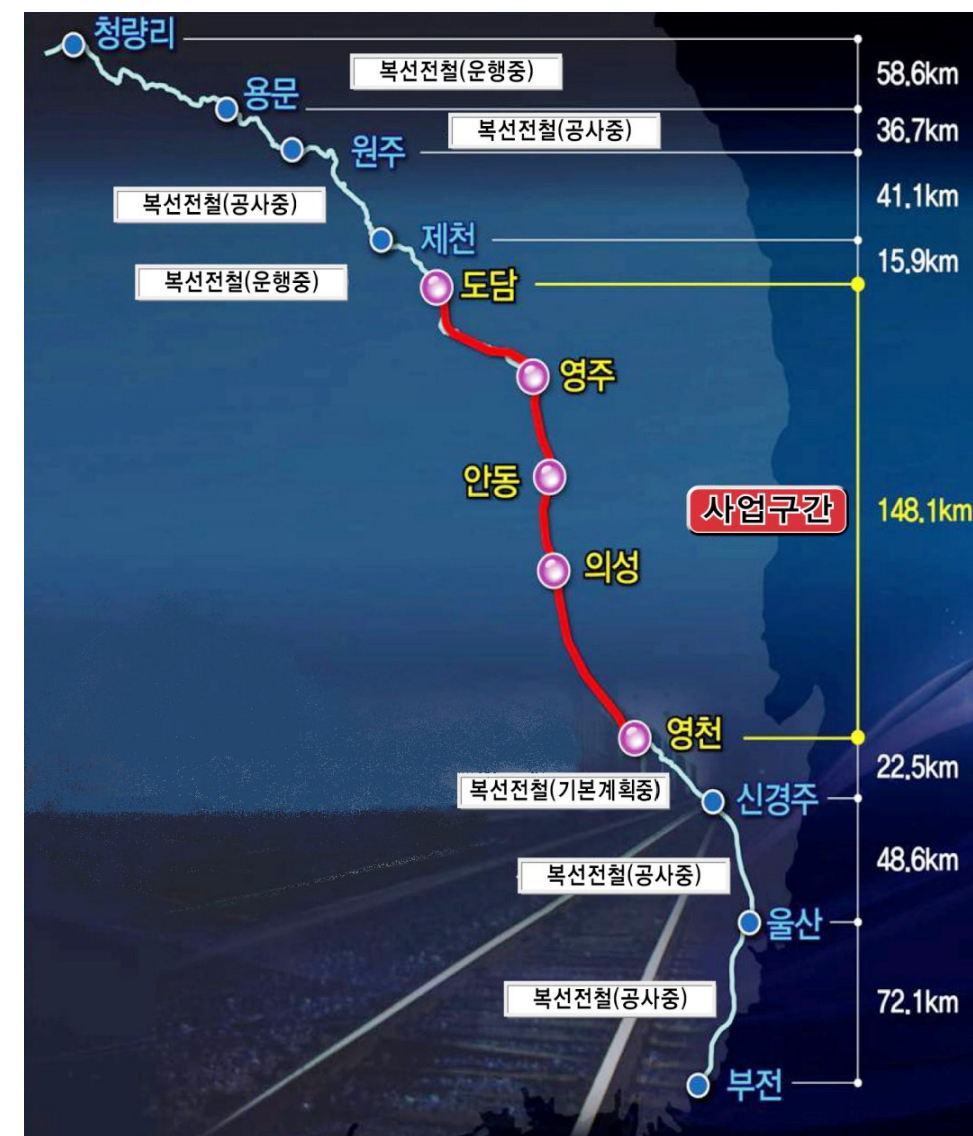 청량리
복선전철(운행중)
58.6km
용문
복선전철(공사중)
36.7km
원주
복선전철(공사중)
41.1km
제천
복선전철(운행중)
15.9km
도담
영주
안동
사업구간
148.1km
의성
영천
복선전철(기본계획중)
22.5km
신경주
복선전철(공사중)
48.6km
울산
복선전철(공사중)
72.1km
부전